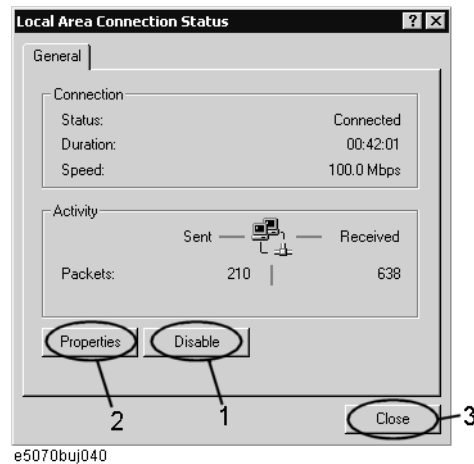 Local Area Connection Status ? X
General
Connection
Status: Connected
Duration: 00:42:01
Speed: 100.0 Mbps
Activity
Sent Received
Packets: 210 638
Properties Disable
2 1
Close 3
e5070buj040